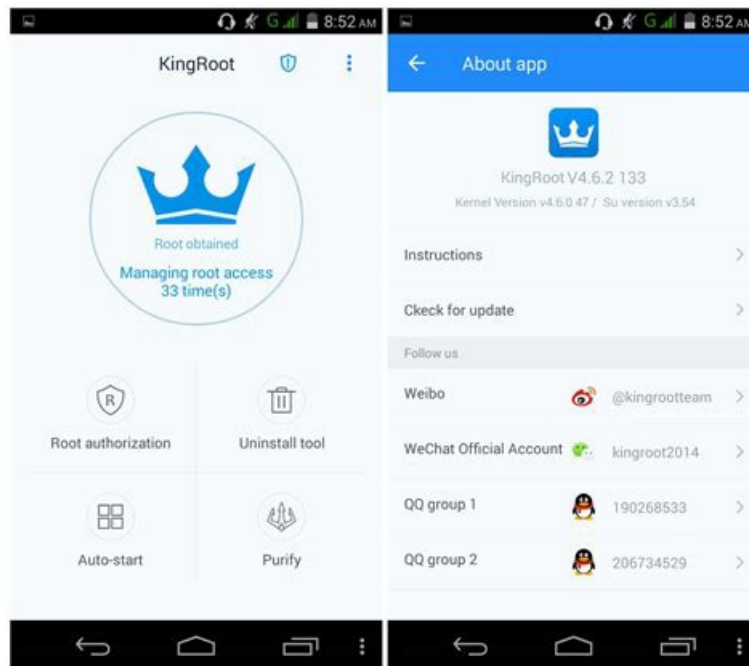 G 8:52 AM
KingRoot
Root obtained
Managing root access
33 time(s)
R
Root authorization
Uninstall tool
Auto-start
Purify
G 8:52 AM
About app
KingRoot V4.6.2 133
Kernel Version v4.6.0 47 / Su version v3.54
Instructions
Ckeck for update
Follow us
Weibo @kingrootteam
WeChat Official Account kingroot2014
QQ group 1 190268533
QQ group 2 206734529